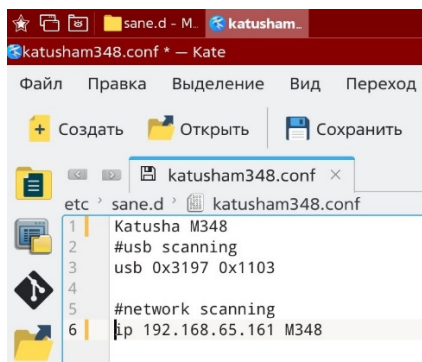 sane.d - M..
katusham..
katusham348.conf * — Kate
Файл Правка Выделение Вид Переход
Создать Открыть Сохранить
katusham348.conf
etc > sane.d > katusham348.conf
1 Katusha M348
2 #usb scanning
3 usb 0x3197 0x1103
4
5 #network scanning
6 ip 192.168.65.161 M348